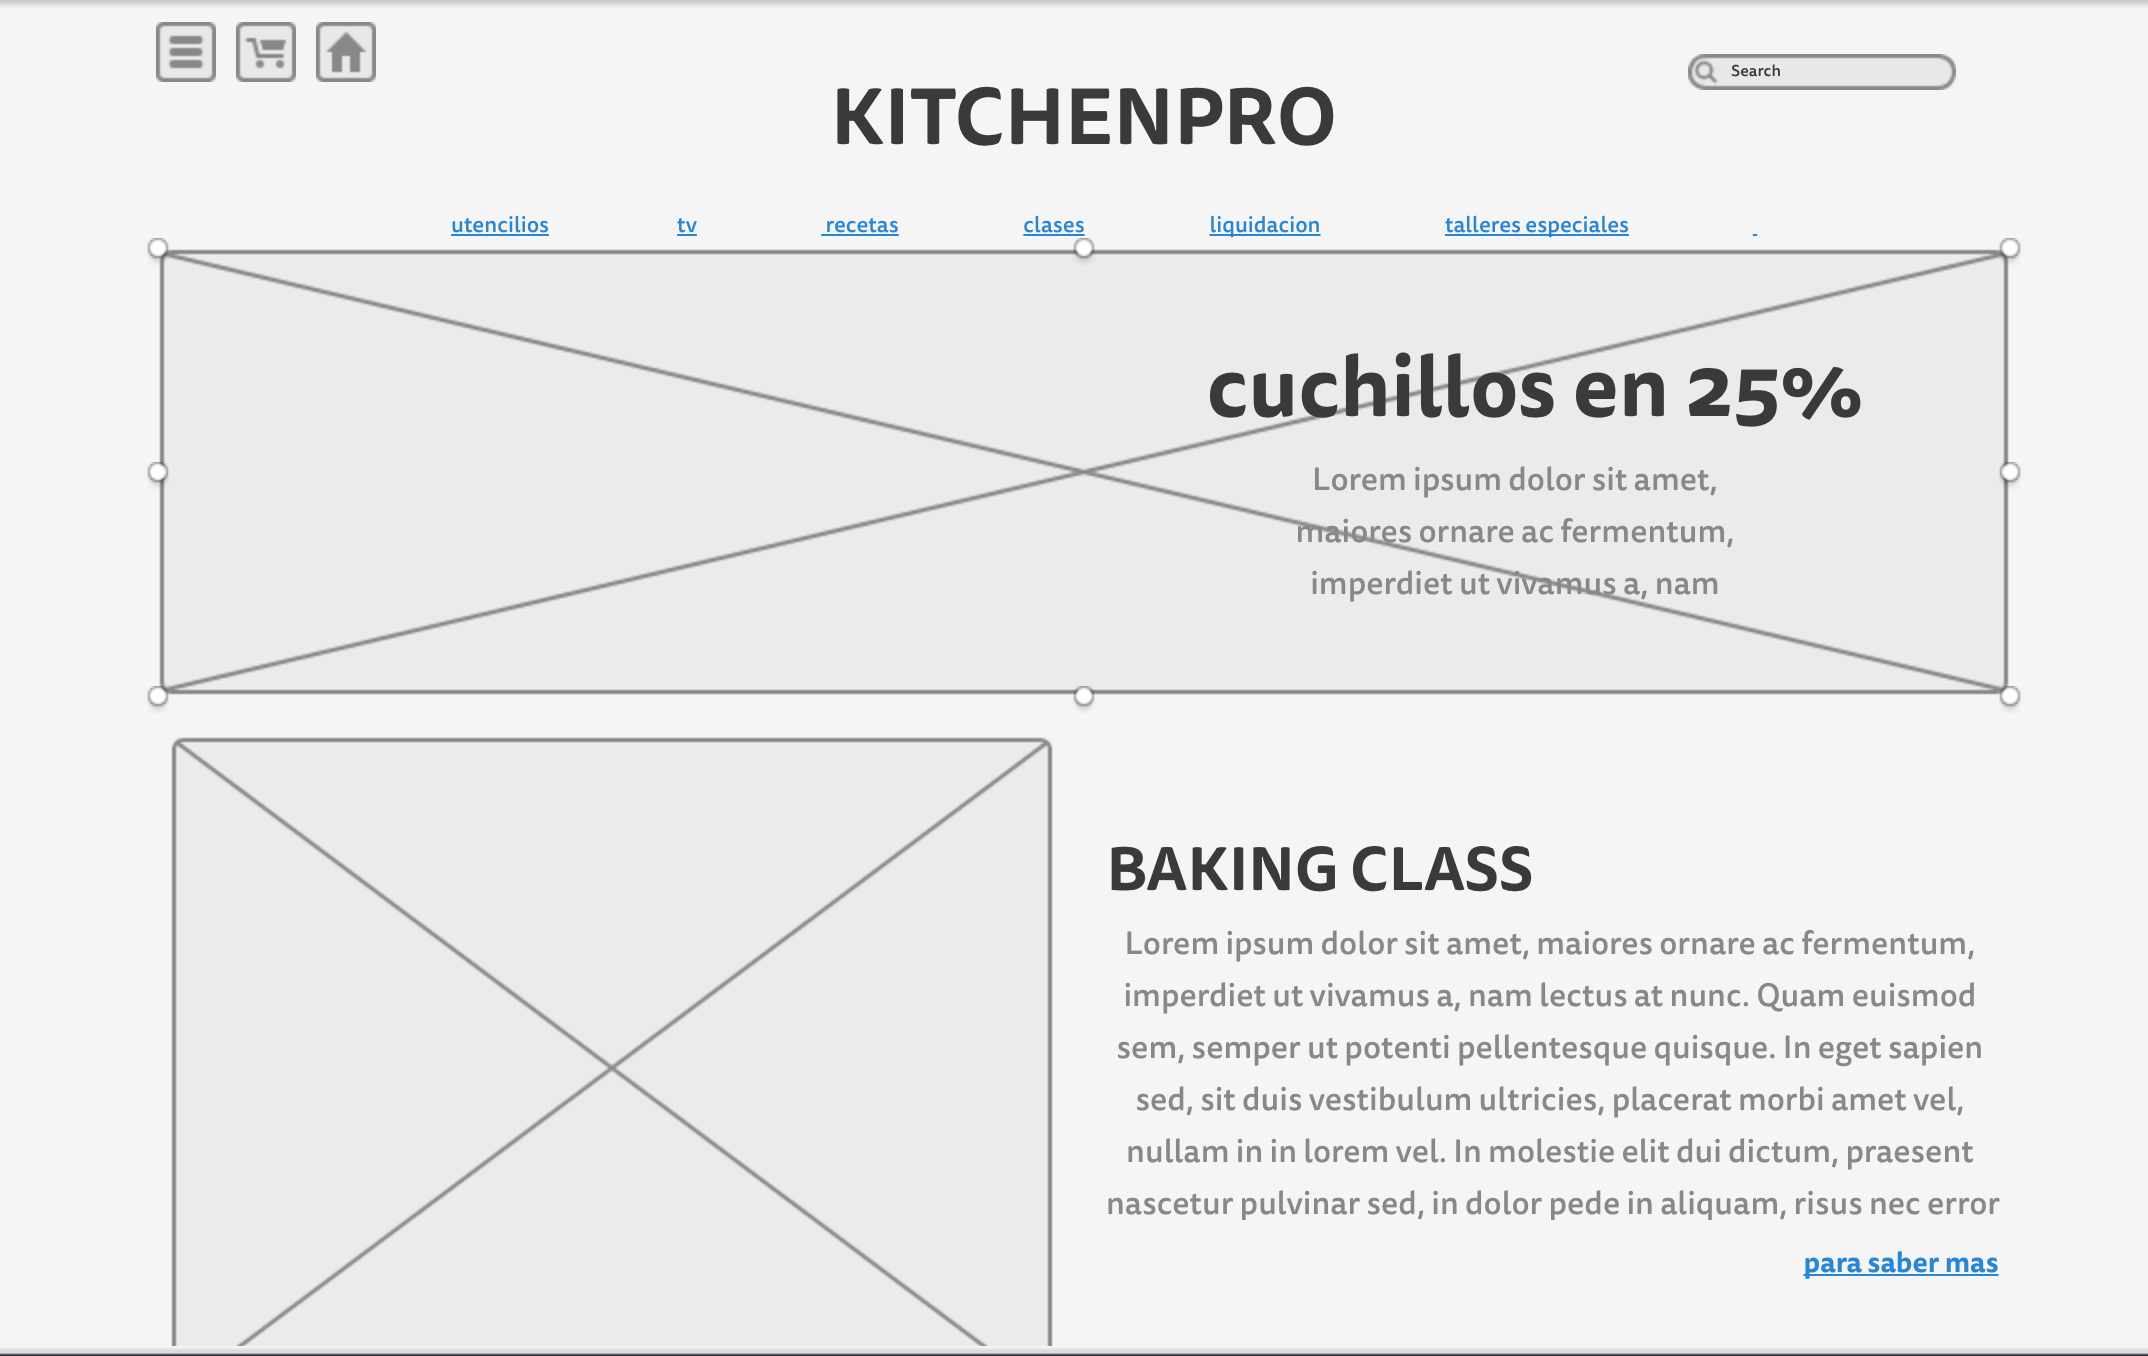 Search
KITCHENPRO
utencilios tv recetas clases liquidacion talleres especiales
cuchillos en 25%
Lorem ipsum dolor sit amet,
maiores ornare ac fermentum,
imperdiet ut vivamus a, nam
BAKING CLASS
Lorem ipsum dolor sit amet, maiores ornare ac fermentum,
imperdiet ut vivamus a, nam lectus at nunc. Quam euismod
sem, semper ut potenti pellentesque quisque. In eget sapien
sed, sit duis vestibulum ultricies, placerat morbi amet vel,
nullam in in lorem vel. In molestie elit dui dictum, praesent
nascetur pulvinar sed, in dolor pede in aliquam, risus nec error
para saber mas